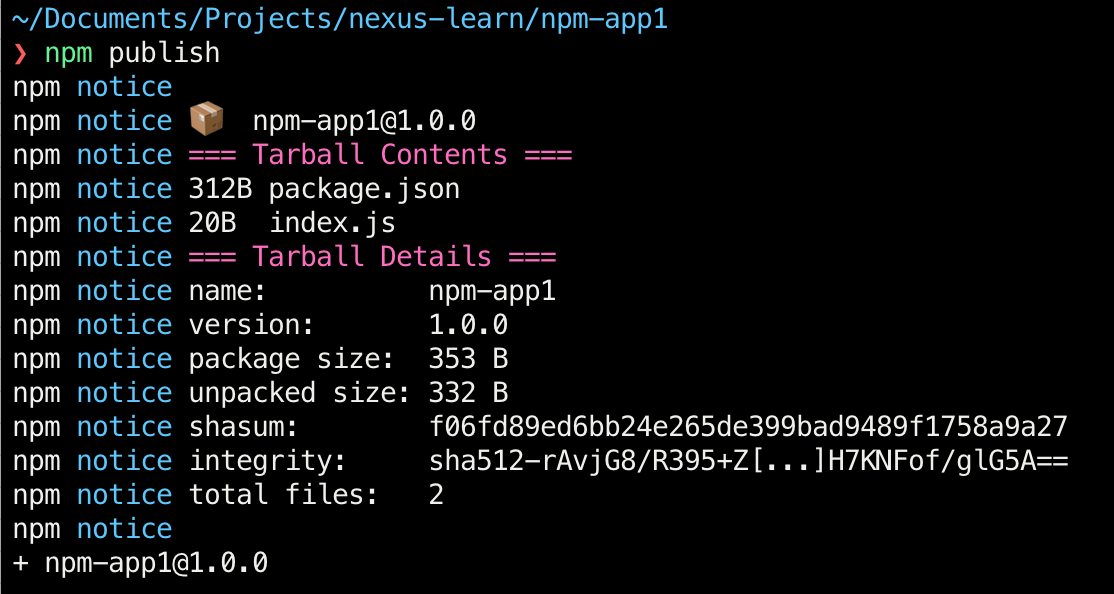 ~/Documents/Projects/nexus-learn/npm-app1
❯ npm publish
npm notice
npm notice 📦  npm-app1@1.0.0
npm notice === Tarball Contents ===
npm notice 312B package.json
npm notice 20B  index.js
npm notice === Tarball Details ===
npm notice name:          npm-app1
npm notice version:       1.0.0
npm notice package size:  353 B
npm notice unpacked size: 332 B
npm notice shasum:        f06fd89ed6bb24e265de399bad9489f1758a9a27
npm notice integrity:     sha512-rAvjG8/R395+Z[...]H7KNFof/glG5A==
npm notice total files:   2
npm notice
+ npm-app1@1.0.0